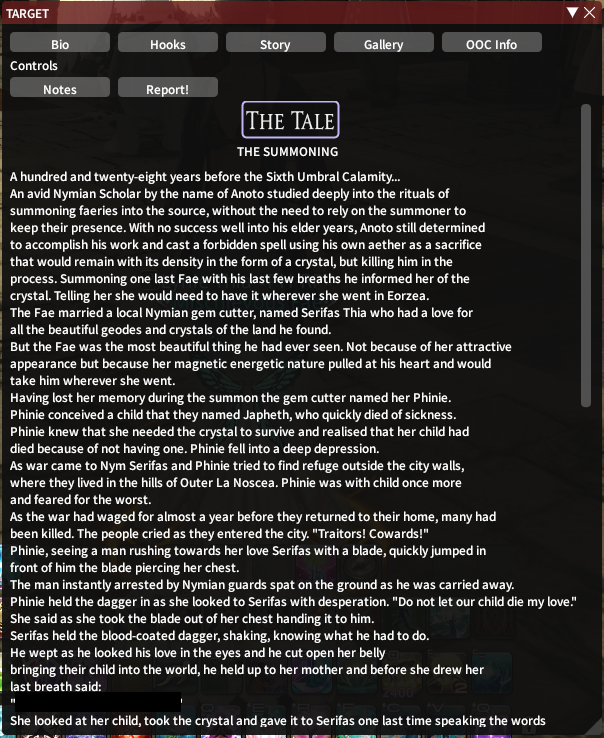 TARGET
Bio Hooks Story Gallery OOC Info
Controls
Notes Report!
THE TALE
THE SUMMONING
A hundred and twenty-eight years before the Sixth Umbral Calamity...
An avid Nymian Scholar by the name of Anoto studied deeply into the rituals of
summoning faeries into the source, without the need to rely on the summoner to
keep their presence. With no success well into his elder years, Anoto still determined
to accomplish his work and cast a forbidden spell using his own aether as a sacrifice
that would remain with its density in the form of a crystal, but killing him in the
process. Summoning one last Fae with his last few breaths he informed her of the
crystal. Telling her she would need to have it wherever she went in Eorzea.
The Fae married a local Nymian gem cutter, named Serifas Thia who had a love for
all the beautiful geodes and crystals of the land he found.
But the Fae was the most beautiful thing he had ever seen. Not because of her attractive
appearance but because her magnetic energetic nature pulled at his heart and would
take him wherever she went.
Having lost her memory during the summon the gem cutter named her Phinie.
Phinie conceived a child that they named Japheth, who quickly died of sickness.
Phinie knew that she needed the crystal to survive and realised that her child had
died because of not having one. Phinie fell into a deep depression.
As war came to Nym Serifas and Phinie tried to find refuge outside the city walls,
where they lived in the hills of Outer La Noscea. Phinie was with child once more
and feared for the worst.
As the war had waged for almost a year before they returned to their home, many had
been killed. The people cried as they entered the city. "Traitors! Cowards!"
Phinie, seeing a man rushing towards her love Serifas with a blade, quickly jumped in
front of him the blade piercing her chest.
The man instantly arrested by Nymian guards spat on the ground as he was carried away.
Phinie held the dagger in as she looked to Serifas with desperation. "Do not let our child die my love."
She said as she took the blade out of her chest handing it to him.
Serifas held the blood-coated dagger, shaking, knowing what he had to do.
He wept as he looked his love in the eyes and he cut open her belly
bringing their child into the world, he held up to her mother and before she drew her
last breath said:
" '
She looked at her child, took the crystal and gave it to Serifas one last time speaking the words